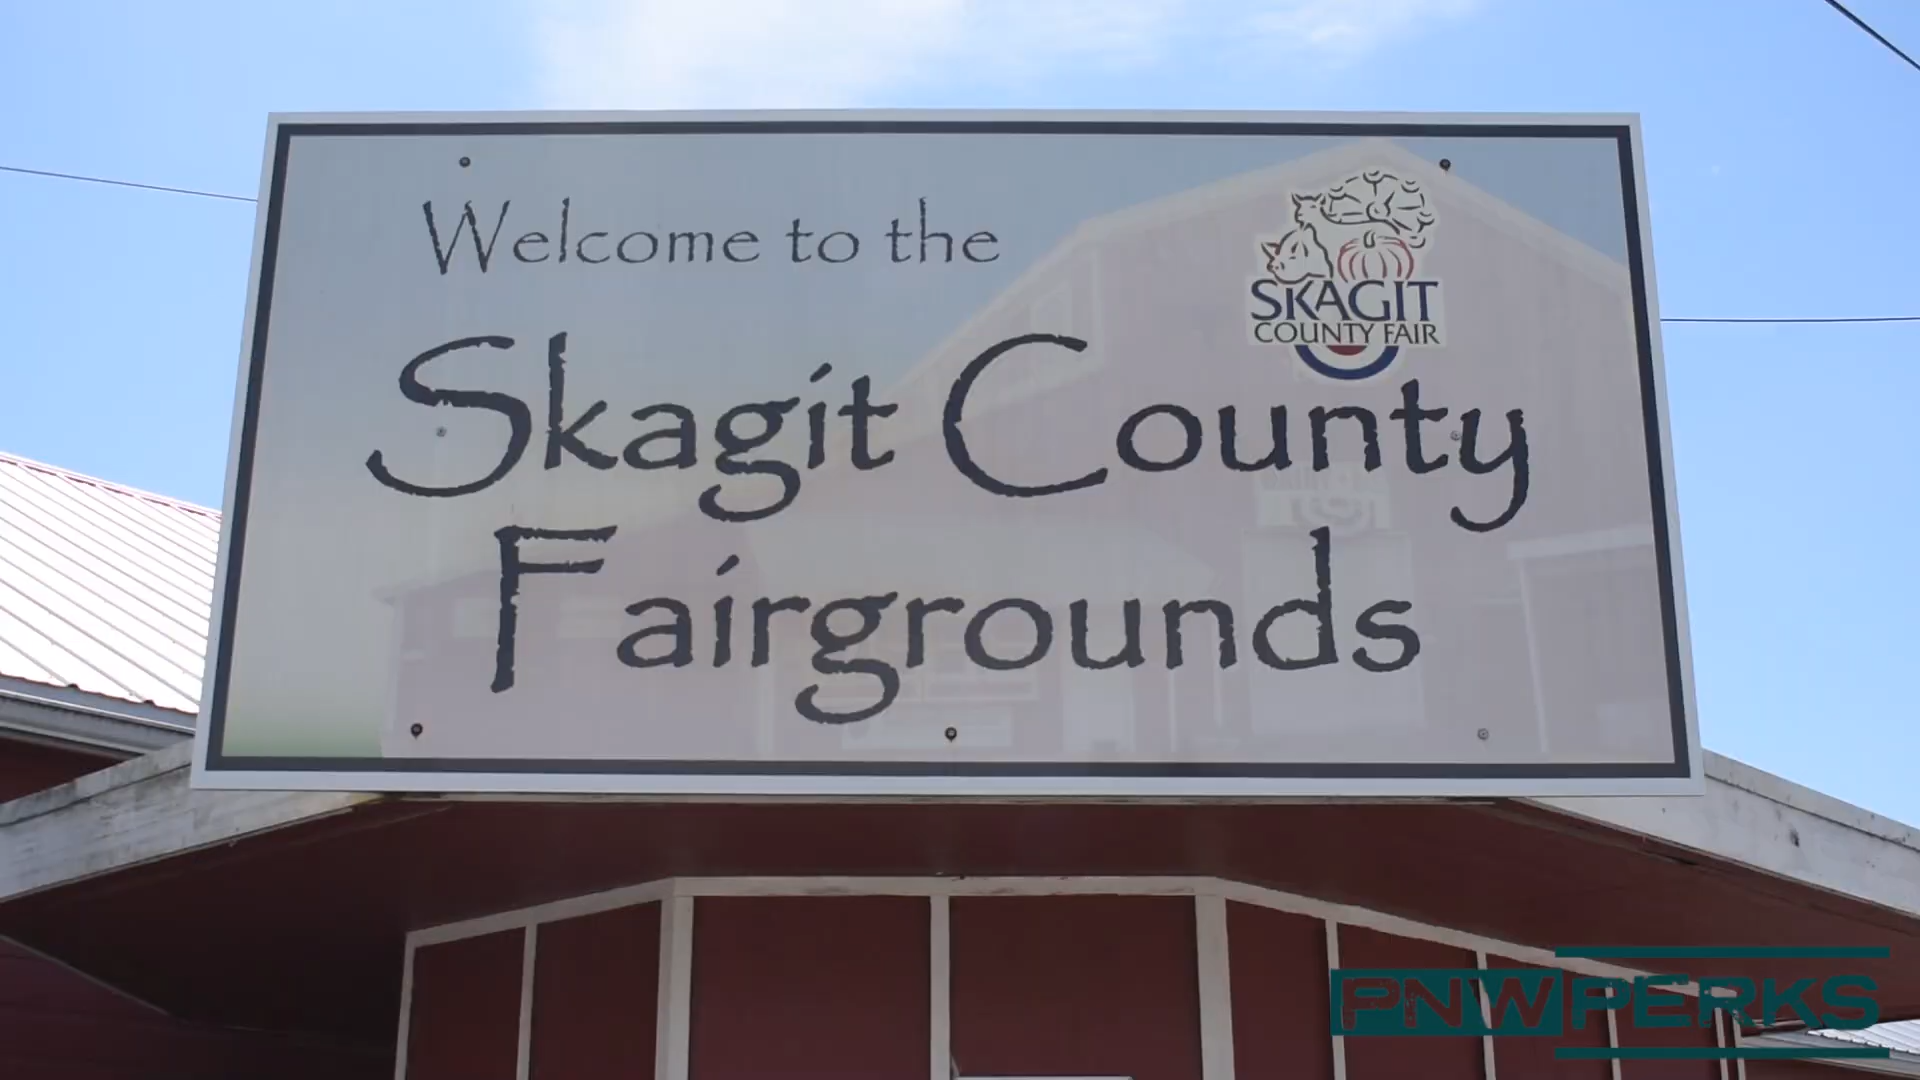 Welcome to the
SKAGIT
COUNTY FAIR
Skagit County
Fairgrounds
PNWPERKS